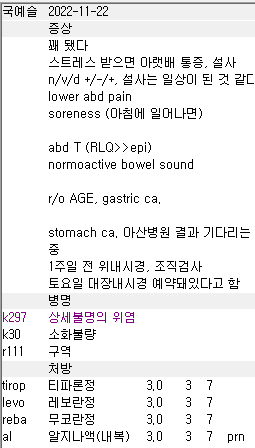 국예슬 2022-11-22
증상
꽤 됐다
스트레스 받으면 아랫배 통증, 설사
n/v/d +/-/+, 설사는 일상이 된 것 같다
lower abd pain
soreness (아침에 일어나면)
abd T (RLQ>>epi)
normoactive bowel sound
r/o AGE, gastric ca.
stomach ca. 아산병원 결과 기다리는
중
1주일 전 위내시경, 조직검사
토요일 대장내시경 예약돼있다고 함
병명
k297 상세불명의 위염
k30 소화불량
r111 구역
처방
tirop 티파론정 3,0 3 7
levo 레보란정 3,0 3 7
reba 무코란정 3,0 3 7
al 알지나액(내복) 3,0 3 7 prn